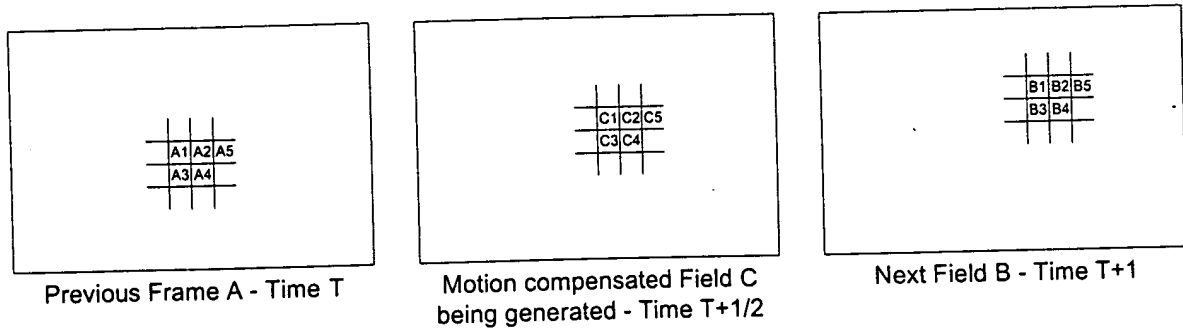 A1 A2 A5
A3 A4
Previous Frame A - Time T
C1 C2 C5
C3 C4
Motion compensated Field C
being generated - Time T+1/2
B1 B2 B5
B3 B4
Next Field B - Time T+1